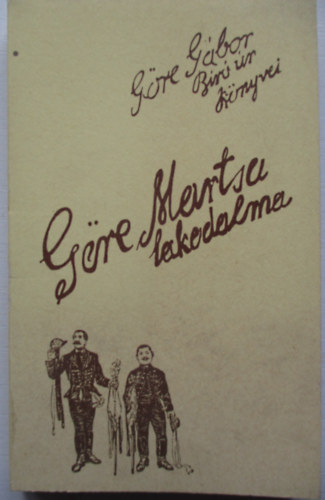 Göre Gábor
Biró úr
könyvei
Göre Martsa
lakodalma